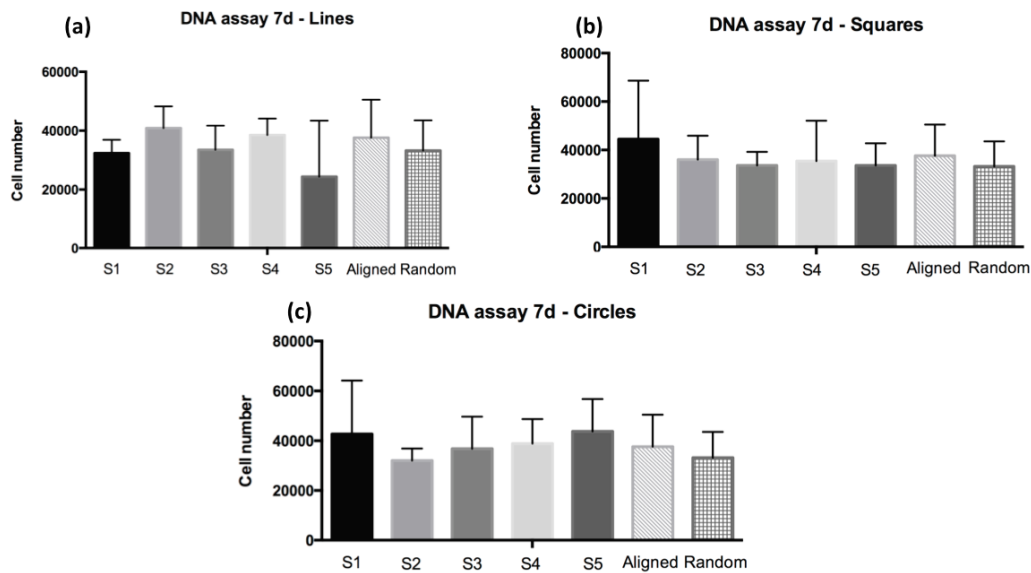 (a)
DNA assay 7d - Lines
Cell number
60000
40000
20000
0
S1 S2 S3 S4 S5 Aligned Random
(b)
DNA assay 7d - Squares
Cell number
80000
60000
40000
20000
0
S1 S2 S3 S4 S5 Aligned Random
(c)
DNA assay 7d - Circles
Cell number
80000
60000
40000
20000
0
S1 S2 S3 S4 S5 Aligned Random